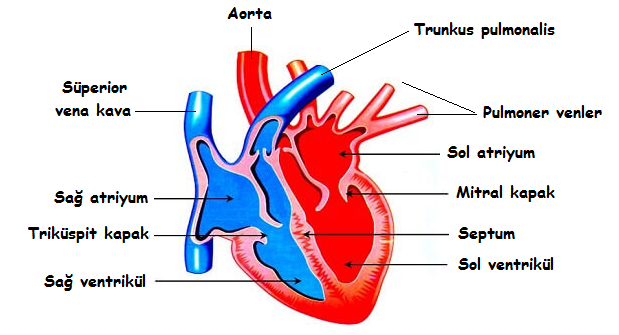 Aorta
Trunkus pulmonalis
Süperior
vena kava
Pulmoner venler
Sol atriyum
Sağ atriyum
Mitral kapak
Triküspit kapak
Septum
Sol ventrikül
Sağ ventrikül